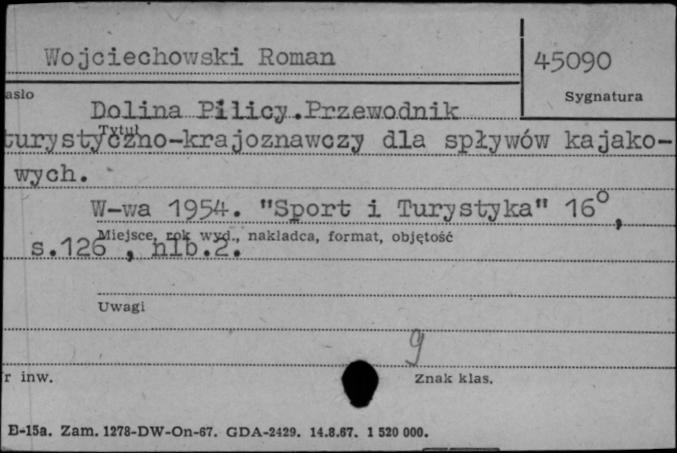 Wojciechowski Roman
45090
asło
Sygnatura
Dolina Pilicy.Przewodnik
Tytuł
turystyczno-krajoznawczy dla spływów kajako-
wych.
W-wa 1954. "Sport i Turystyka" 16°,
Miejsce, rok wyd., nakładca, format, objętość
s.126 , nlb.2.
Uwagi
9
r inw.
Znak klas.
E-15a. Zam. 1278-DW-On-67. GDA-2429. 14.8.67. 1 520 000.